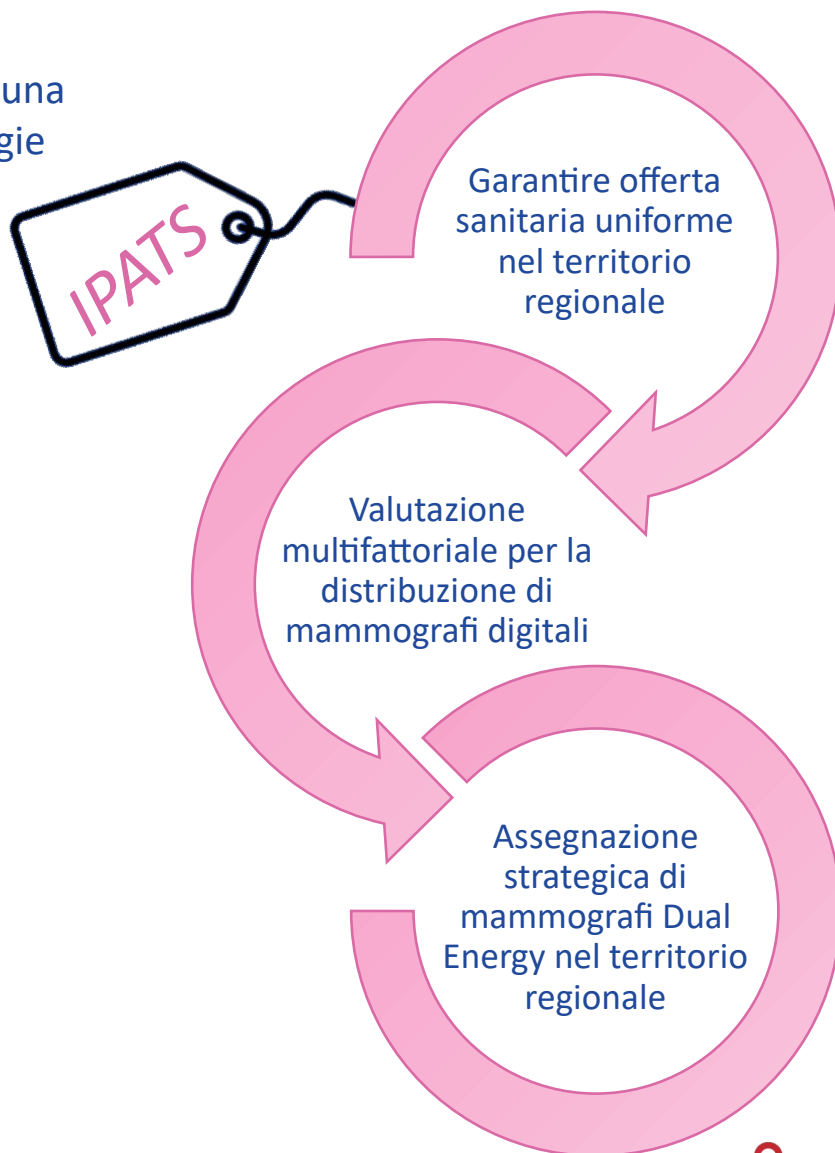 una
gie
IPATS
Garantire offerta
sanitaria uniforme
nel territorio
regionale
Valutazione
multifattoriale per la
distribuzione di
mammografi digitali
Assegnazione
strategica di
mammografi Dual
Energy nel territorio
regionale